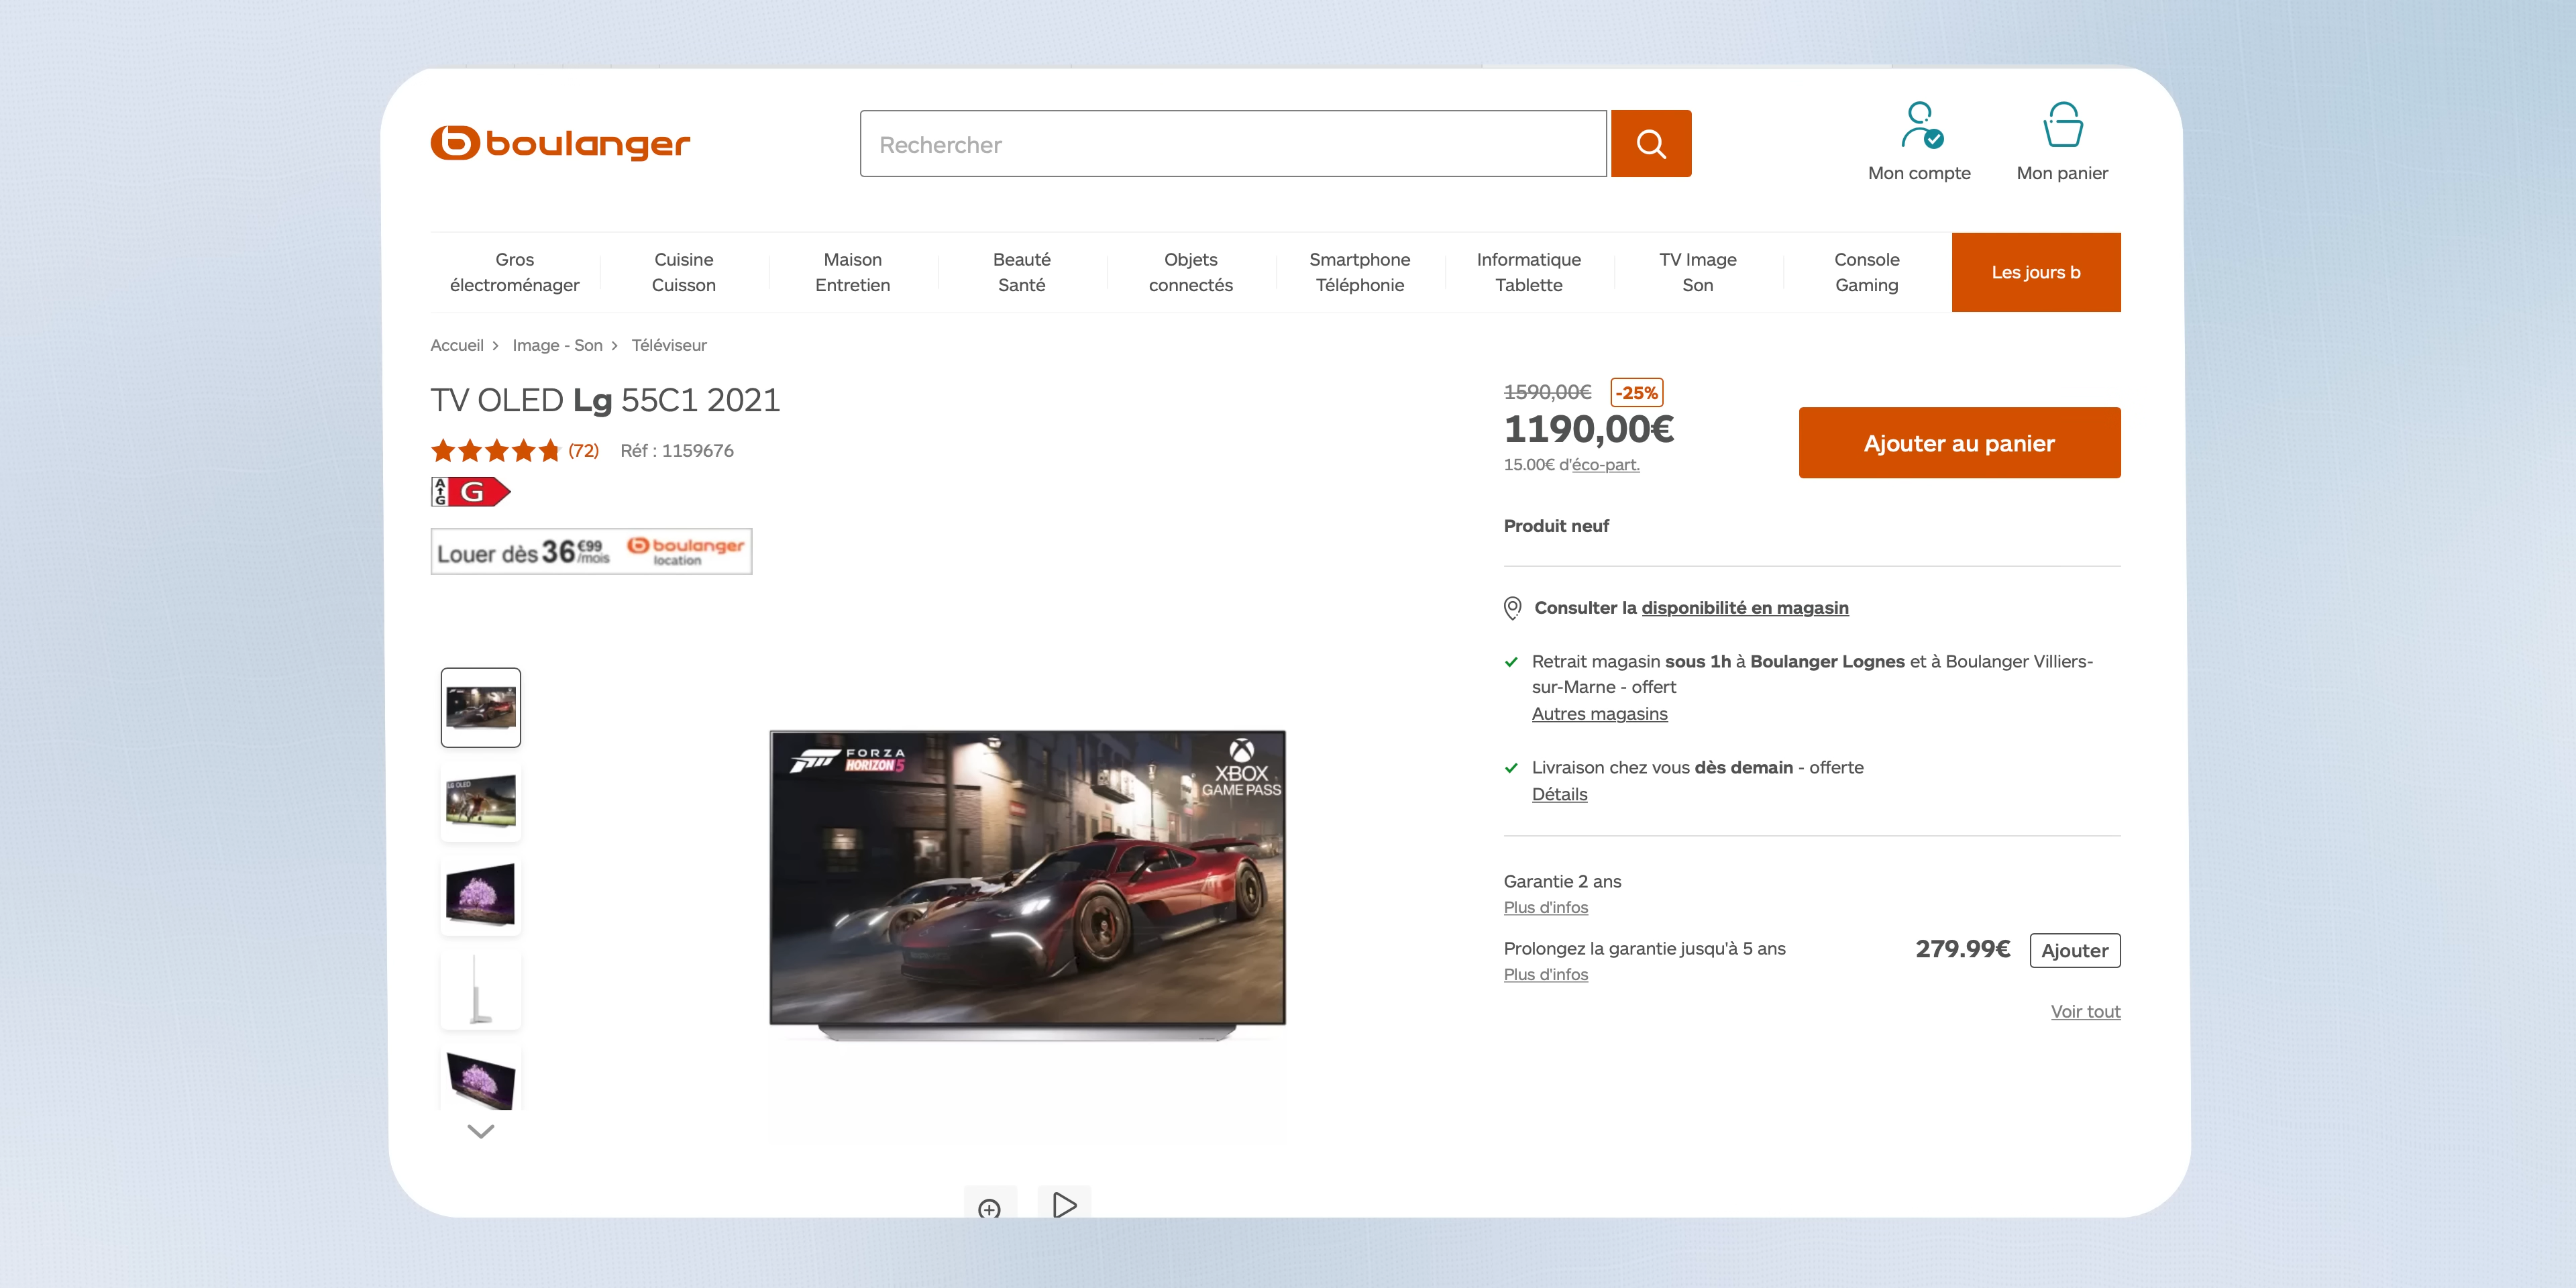 boulanger
Rechercher
Mon compte
Mon panier
Gros
électroménager
Cuisine
Cuisson
Maison
Entretien
Beauté
Santé
Objets
connectés
Smartphone
Téléphonie
Informatique
Tablette
TV Image
Son
Console
Gaming
Les jours b
Accueil > Image - Son > Téléviseur
TV OLED Lg 55C1 2021
(72) Réf : 1159676
A
G
G
Louer dès 36€99/mois boulanger
location
1590,00€ -25%
1190,00€
15.00€ d'éco-part.
Ajouter au panier
Produit neuf
Consulter la disponibilité en magasin
Retrait magasin sous 1h à Boulanger Lognes et à Boulanger Villiers-
sur-Marne - offert
Autres magasins
Livraison chez vous dès demain - offerte
Détails
Garantie 2 ans
Plus d'infos
Prolongez la garantie jusqu'à 5 ans
Plus d'infos
279.99€ Ajouter
Voir tout
LG OLED
FORZA
HORIZON 5
XBOX
GAME PASS